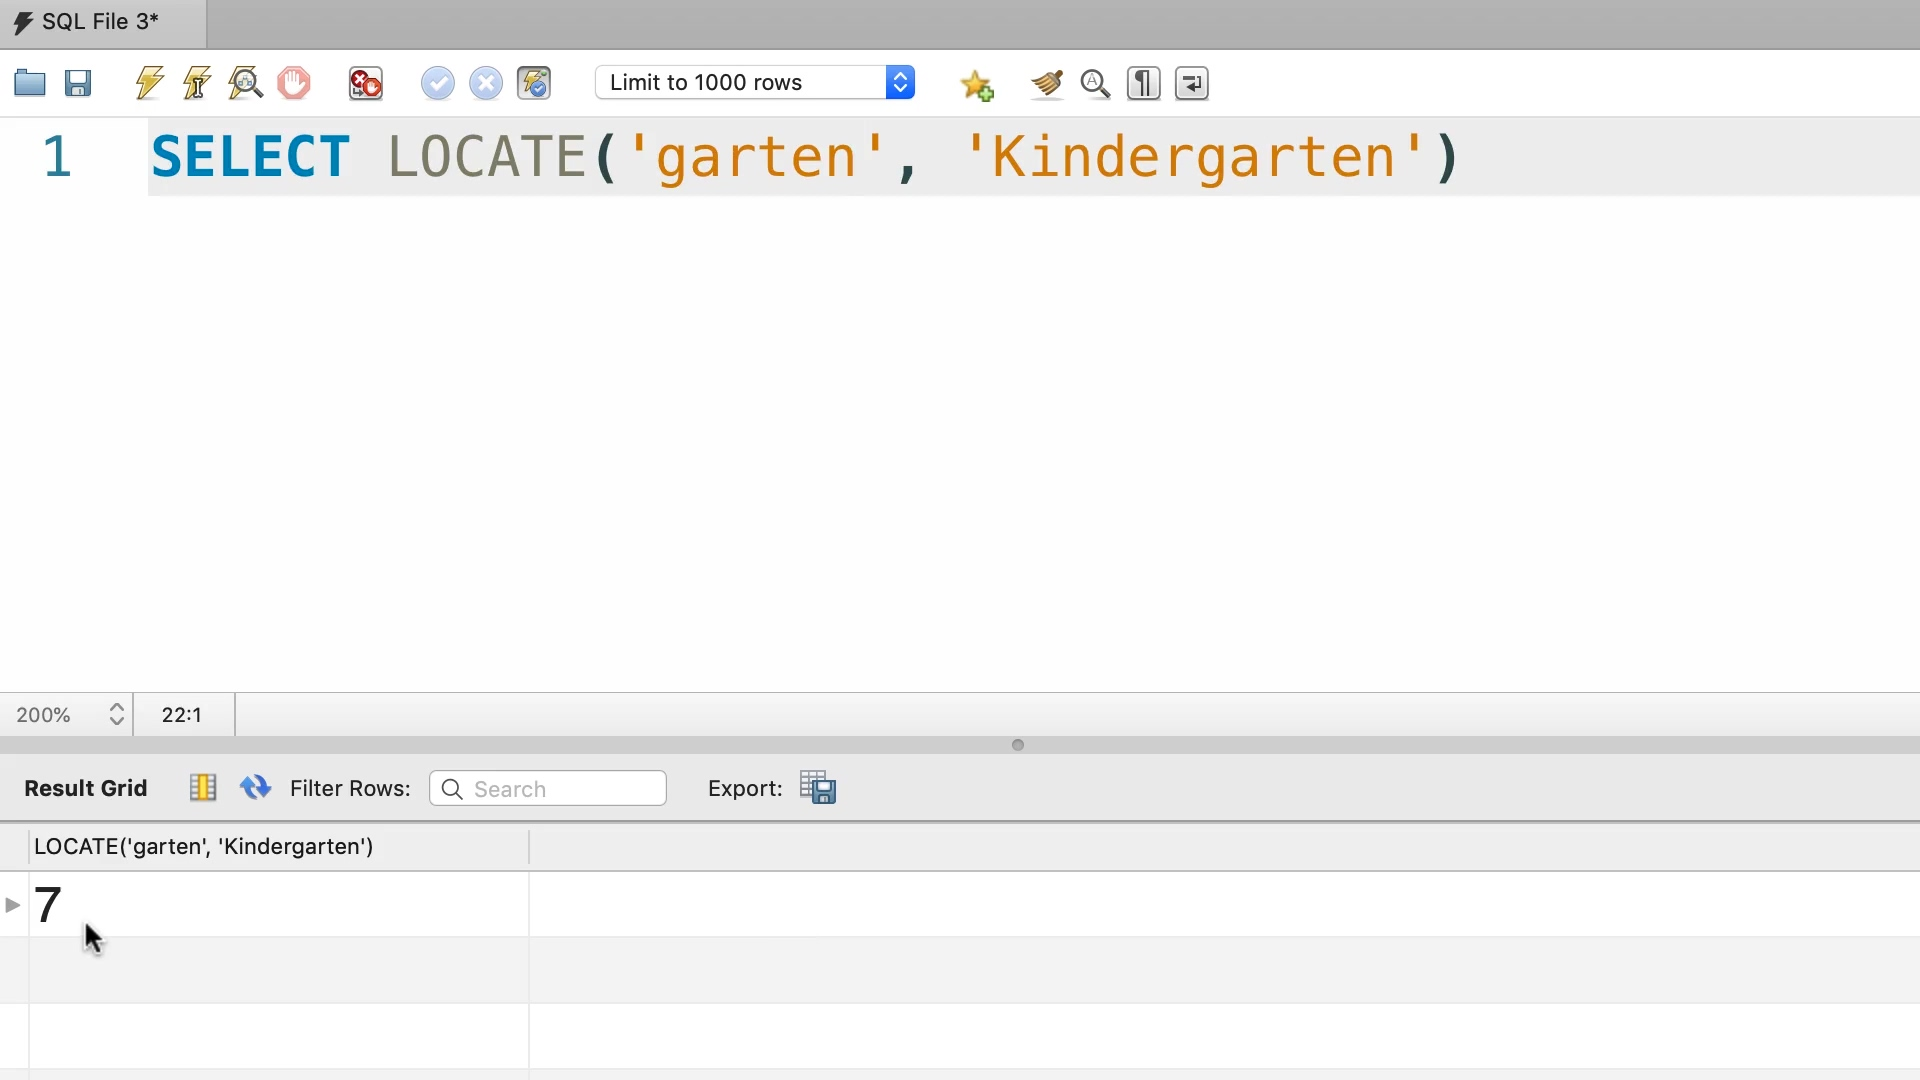 SQL File 3*
Limit to 1000 rows
1 SELECT LOCATE('garten', 'Kindergarten')
200% 22:1
Result Grid Filter Rows: Search Export:
LOCATE('garten', 'Kindergarten')
7